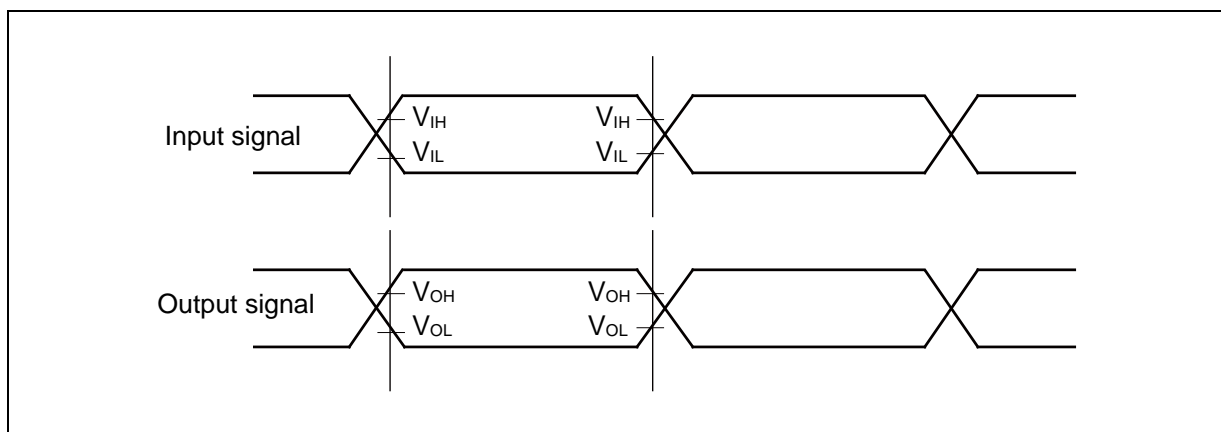 VIH VIH
Input signal
VIL VIL
VOH VOH
Output signal
VOL VOL